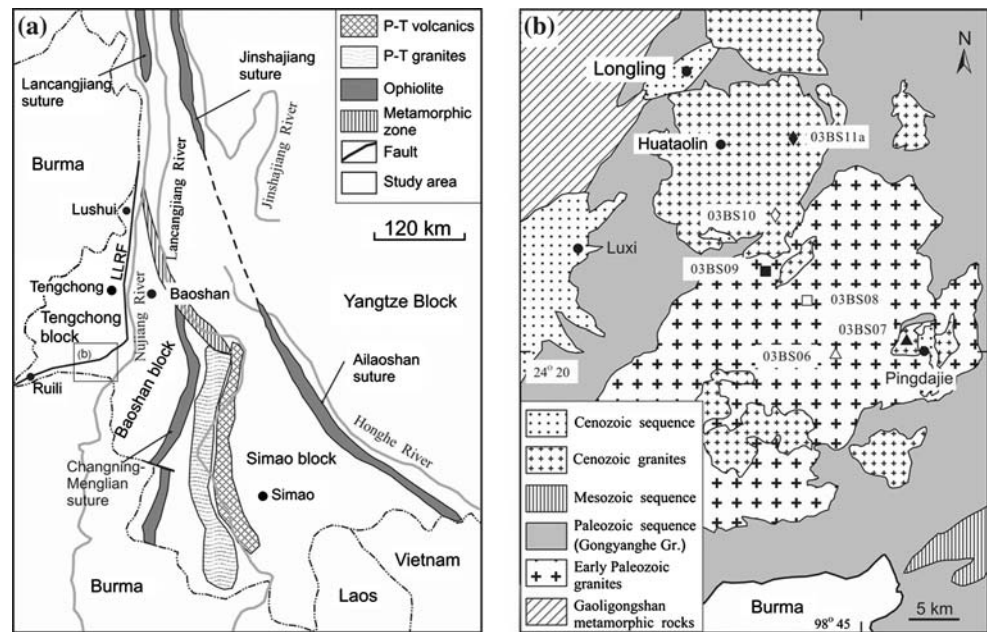 (a)
P-T volcanics
P-T granites
Ophiolite
Metamorphic
zone
Fault
Study area
120 km
Lancangjiang
suture
Jinshajiang
suture
Jinshajiang River
Lancangjiang River
Burma
Lushui
LLRF
Tengchong
Tengchong
block
Nujiang River
Baoshan
(b)
Ruili
Baoshan block
Yangtze Block
Ailaoshan
suture
Honghe River
Changning-
Menglian
suture
Simao block
Simao
Vietnam
Burma
Laos
(b)
N
Longling
Huataolin
03BS11a
03BS10
Luxi
03BS09
03BS08
03BS07
03BS06
Pingdajie
24° 20
Cenozoic sequence
Cenozoic granites
Mesozoic sequence
Paleozoic sequence
(Gongyanghe Gr.)
Early Paleozoic
granites
Gaoligongshan
metamorphic rocks
Burma
98° 45
5 km